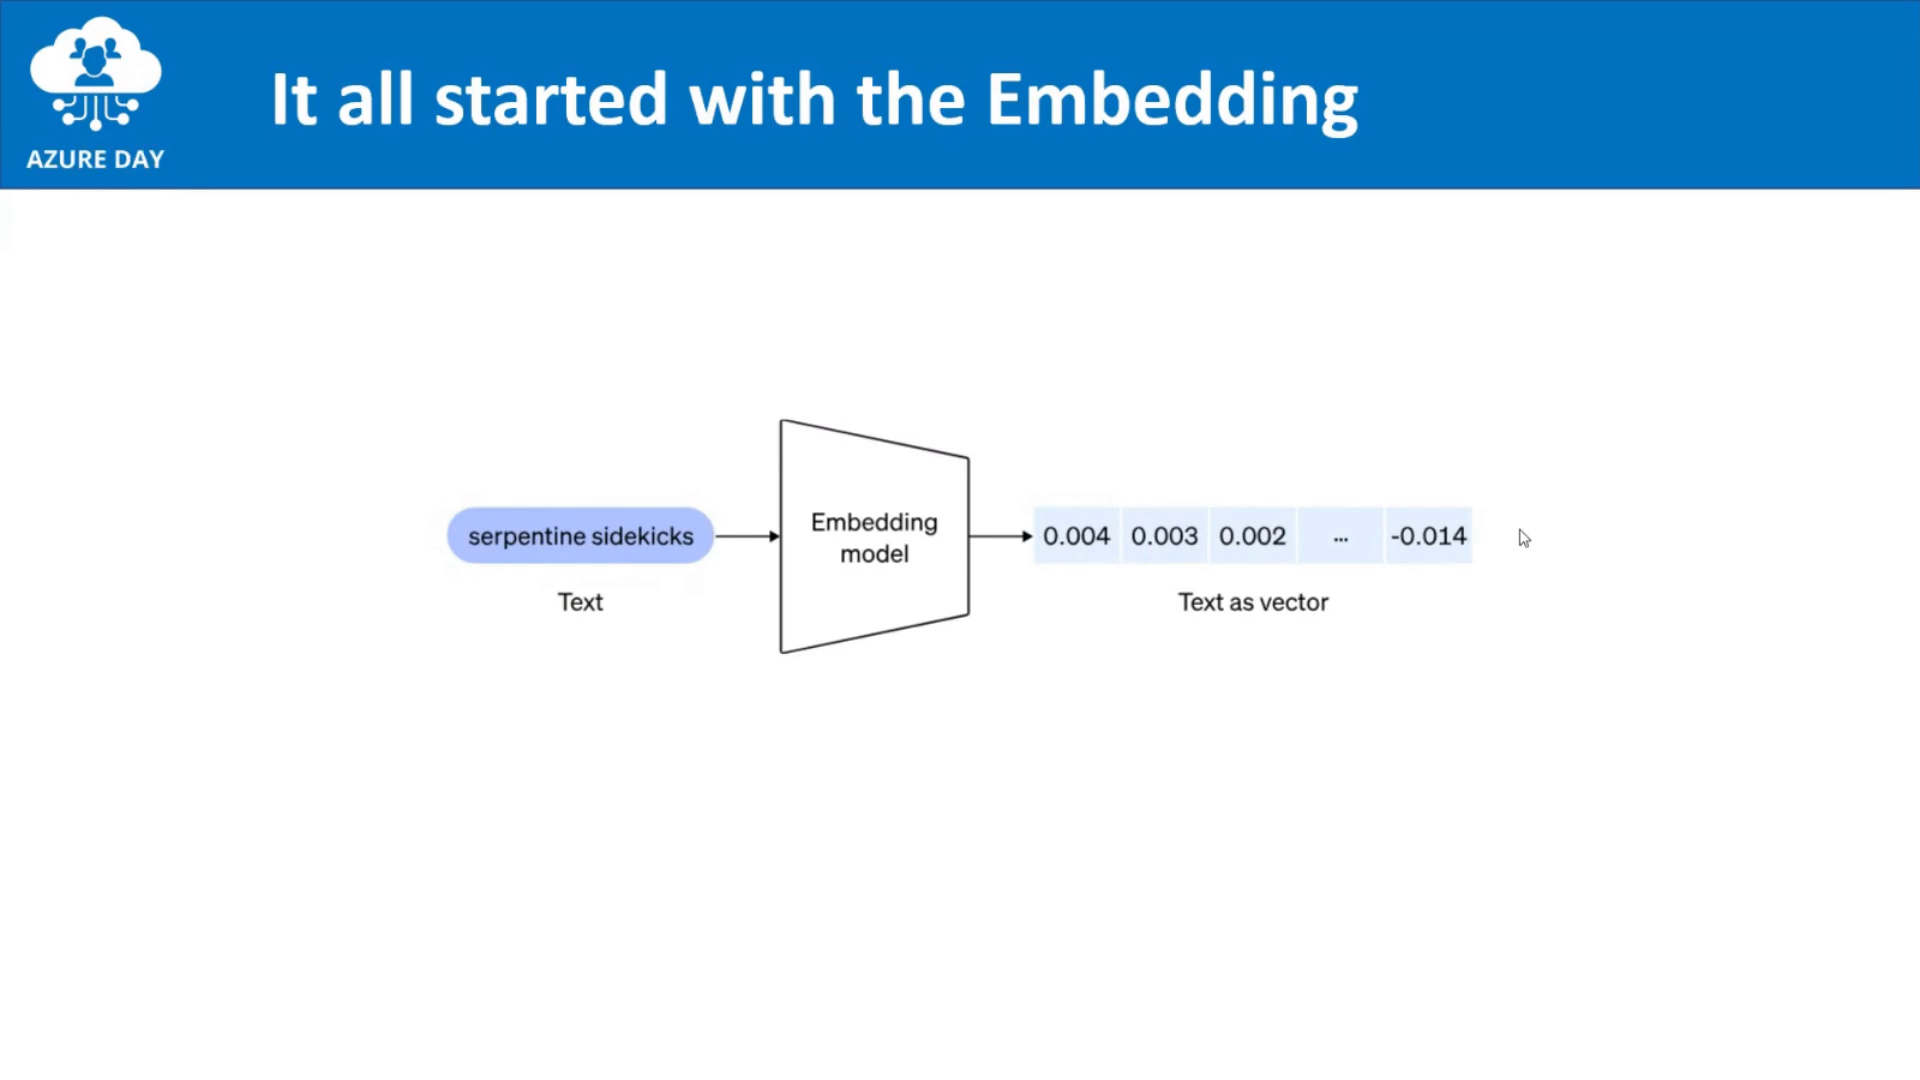 It all started with the Embedding
AZURE DAY
serpentine sidekicks
Text
Embedding
model
0.004 0.003 0.002 ... -0.014
Text as vector